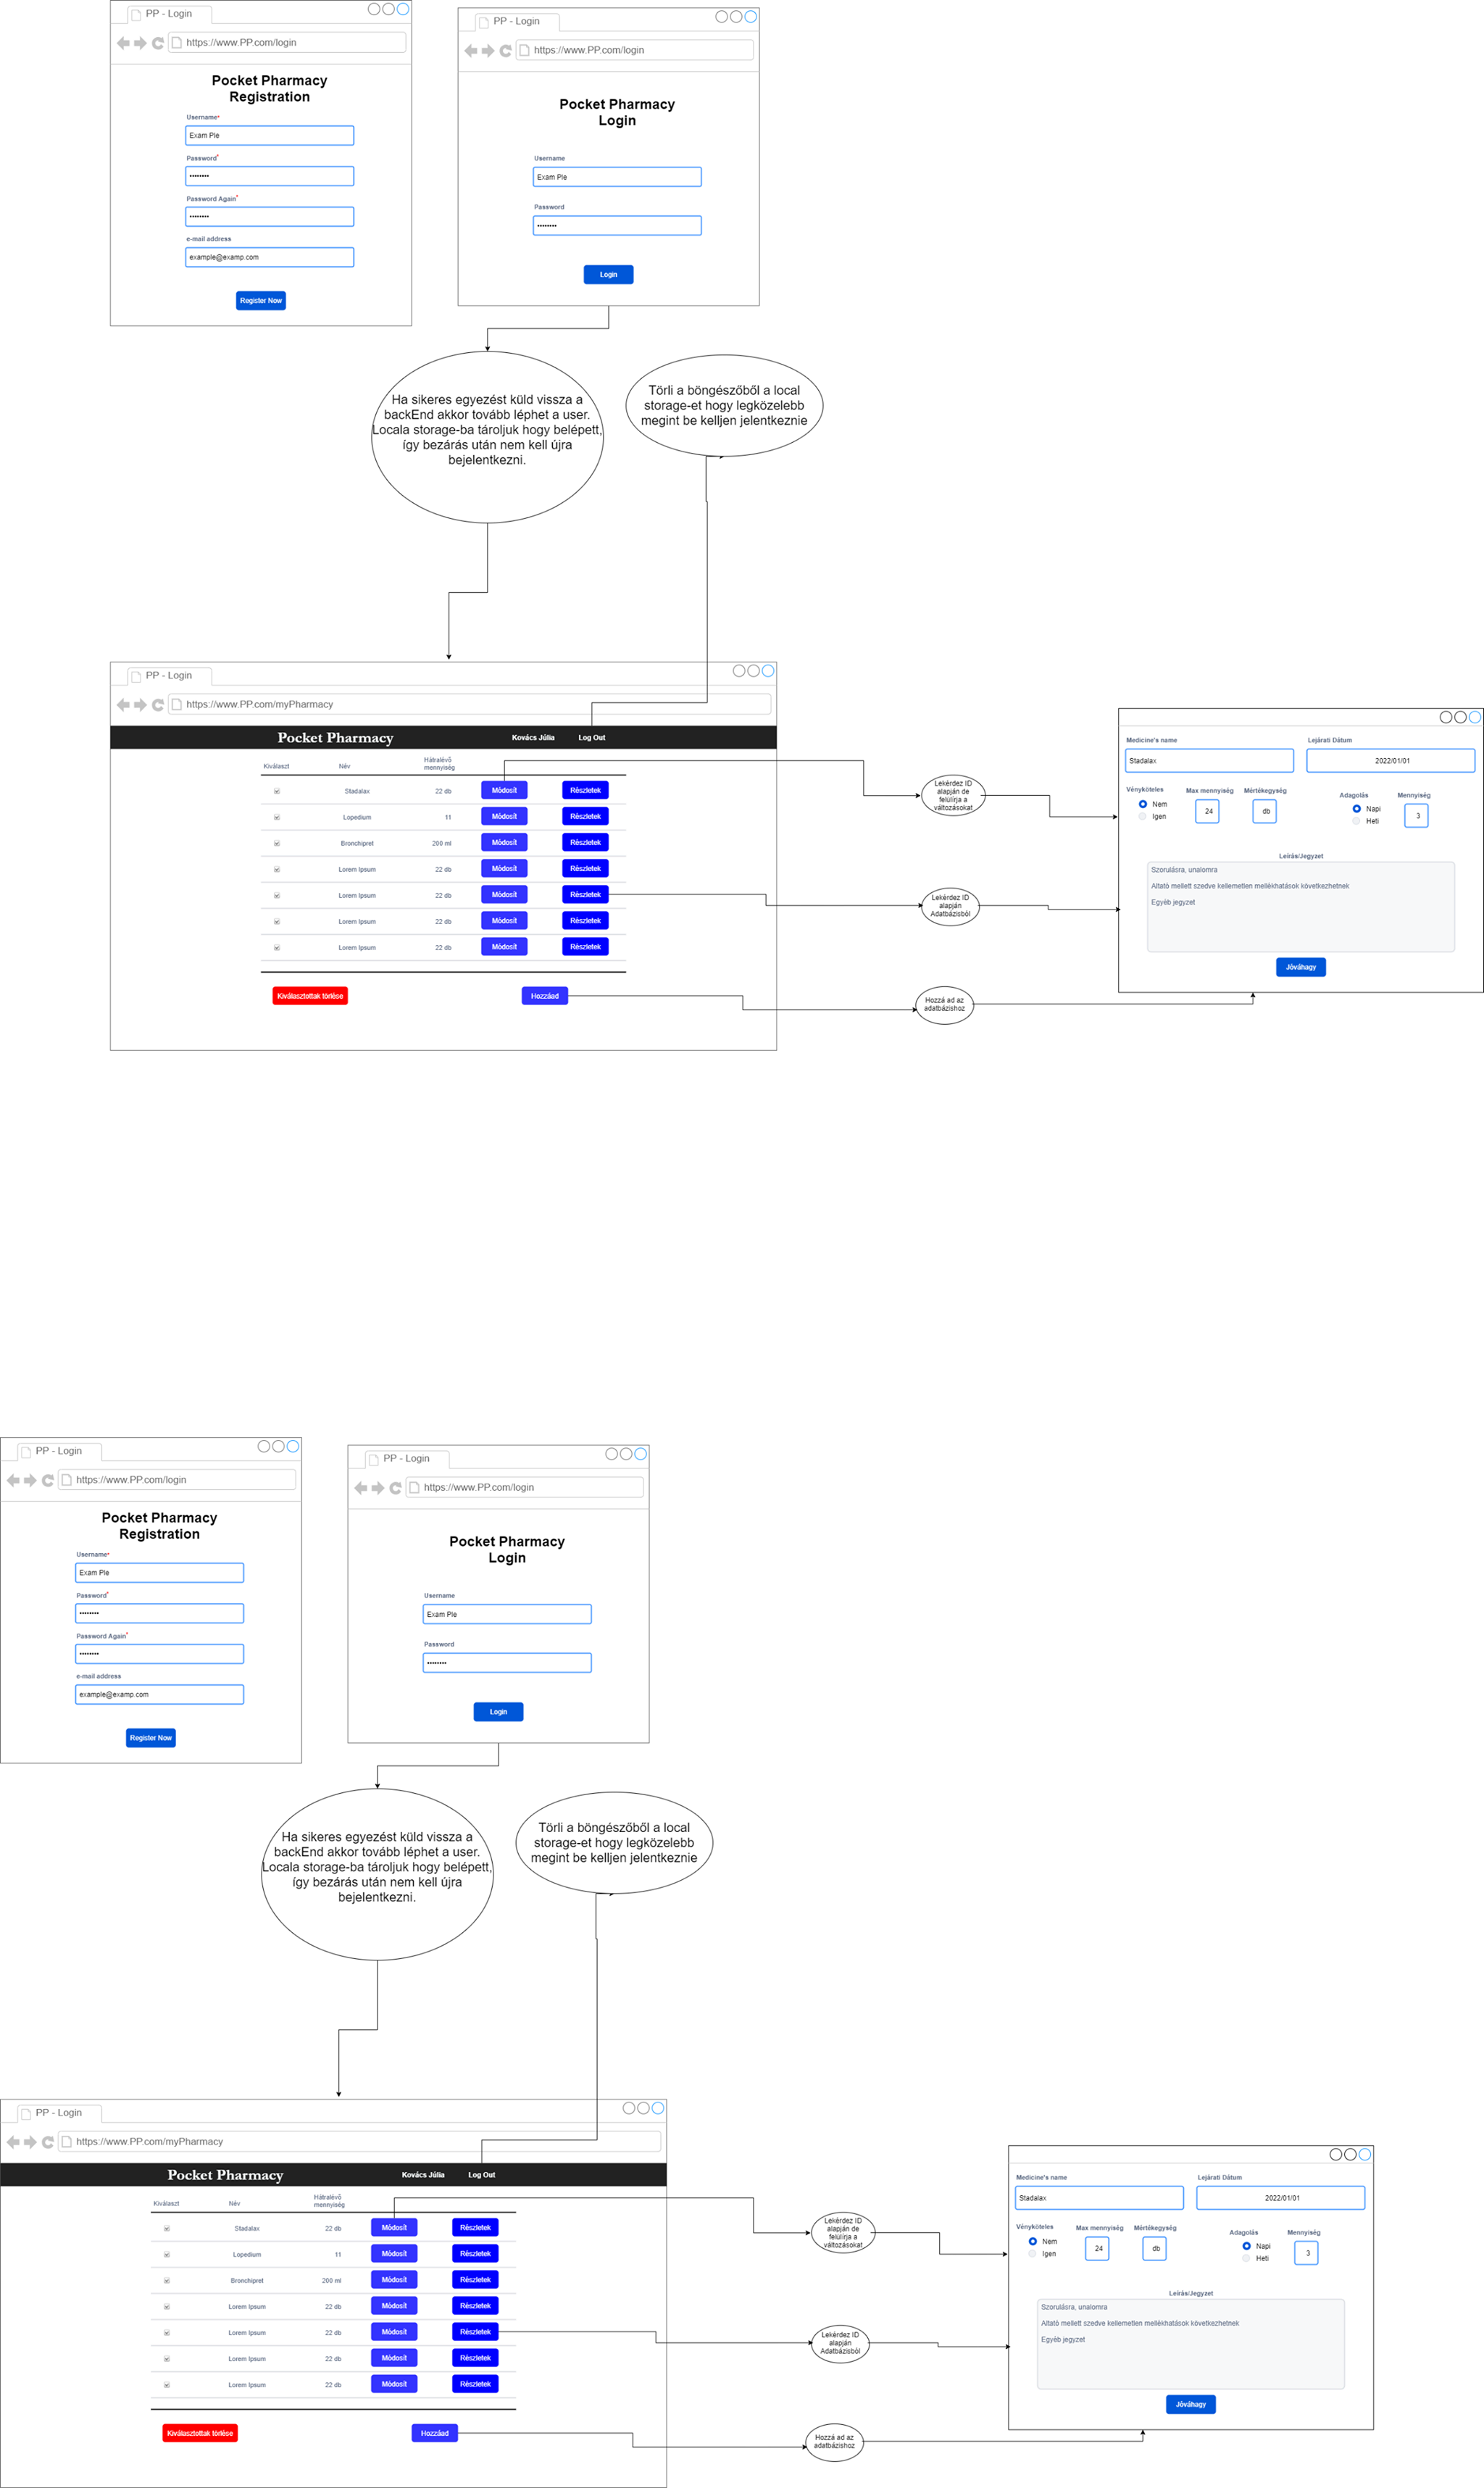 PP - Login
https://www.PP.com/login
Pocket Pharmacy
Registration
Username*
Exam Ple
Password*
••••••••
Password Again*
••••••••
e-mail address
example@examp.com
Register Now
PP - Login
https://www.PP.com/login
Pocket Pharmacy
Login
Username
Exam Ple
Password
••••••••
Login
Ha sikeres egyezést küld vissza a
backEnd akkor tovább léphet a user.
Locala storage-ba tároljuk hogy belépett,
így bezárás után nem kell újra
bejelentkezni.
Törli a böngészőből a local
storage-et hogy legközelebb
megint be kelljen jelentkeznie
PP - Login
https://www.PP.com/myPharmacy
Pocket Pharmacy Kovács Júlia Log Out
Kiválaszt Név Hátralévő
mennyiség
Stadalax 22 db Módosít Részletek
Lopedium 11 Módosít Részletek
Bronchipret 200 ml Módosít Részletek
Lorem Ipsum 22 db Módosít Részletek
Lorem Ipsum 22 db Módosít Részletek
Lorem Ipsum 22 db Módosít Részletek
Lorem Ipsum 22 db Módosít Részletek
Kiválasztottak törlése Hozzáad
Lekérdez ID
alapján de
felülírja a
változásokat
Lekérdez ID
alapján
Adatbázisból
Hozzá ad az
adatbázishoz
Medicine's name Lejárati Dátum
Stadalax 2022/01/01
Vényköteles Max mennyiség Mértékegység Adagolás Mennyiség
Nem 24 db Napi 3
Igen Heti
Leírás/Jegyzet
Szorulásra, unalomra
Altató mellett szedve kellemetlen mellékhatások következhetnek
Egyéb jegyzet
Jóváhagy
PP - Login
https://www.PP.com/login
Pocket Pharmacy
Registration
Username*
Exam Ple
Password*
••••••••
Password Again*
••••••••
e-mail address
example@examp.com
Register Now
PP - Login
https://www.PP.com/login
Pocket Pharmacy
Login
Username
Exam Ple
Password
••••••••
Login
Ha sikeres egyezést küld vissza a
backEnd akkor tovább léphet a user.
Locala storage-ba tároljuk hogy belépett,
így bezárás után nem kell újra
bejelentkezni.
Törli a böngészőből a local
storage-et hogy legközelebb
megint be kelljen jelentkeznie
PP - Login
https://www.PP.com/myPharmacy
Pocket Pharmacy Kovács Júlia Log Out
Kiválaszt Név Hátralévő
mennyiség
Stadalax 22 db Módosít Részletek
Lopedium 11 Módosít Részletek
Bronchipret 200 ml Módosít Részletek
Lorem Ipsum 22 db Módosít Részletek
Lorem Ipsum 22 db Módosít Részletek
Lorem Ipsum 22 db Módosít Részletek
Lorem Ipsum 22 db Módosít Részletek
Kiválasztottak törlése Hozzáad
Lekérdez ID
alapján de
felülírja a
változásokat
Lekérdez ID
alapján
Adatbázisból
Hozzá ad az
adatbázishoz
Medicine's name Lejárati Dátum
Stadalax 2022/01/01
Vényköteles Max mennyiség Mértékegység Adagolás Mennyiség
Nem 24 db Napi 3
Igen Heti
Leírás/Jegyzet
Szorulásra, unalomra
Altató mellett szedve kellemetlen mellékhatások következhetnek
Egyéb jegyzet
Jóváhagy